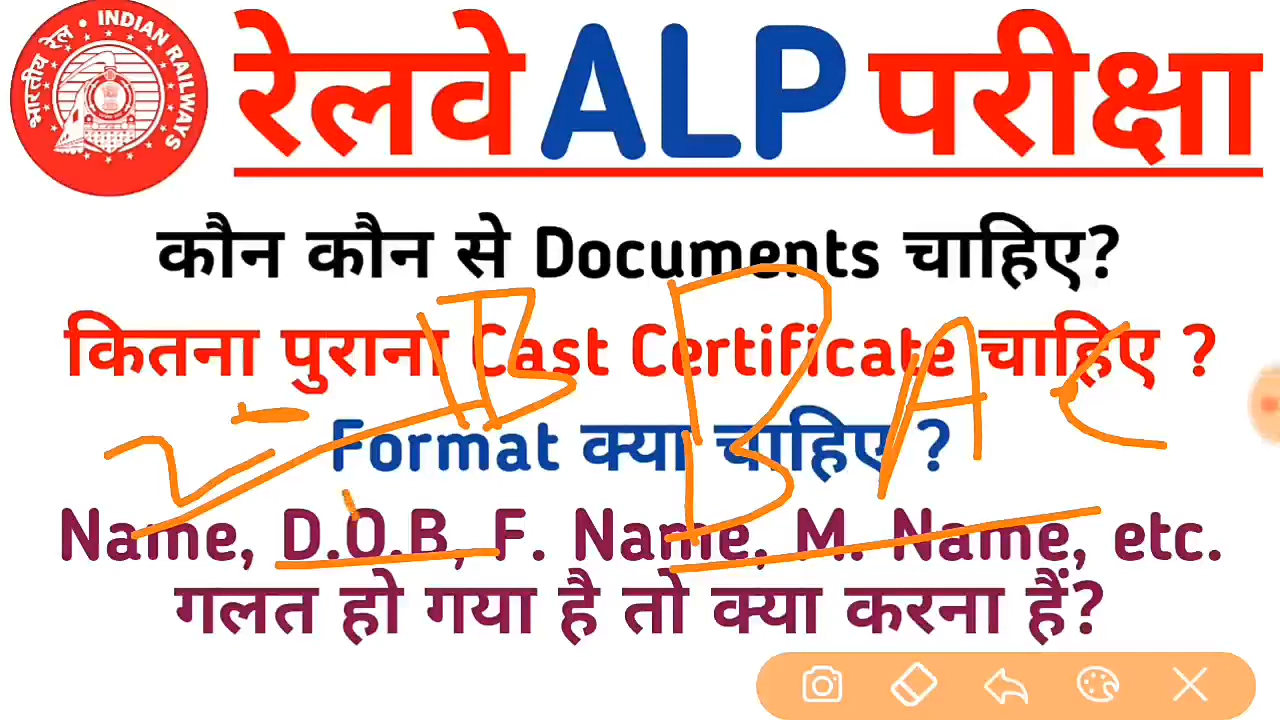 भारतीय रेल • INDIAN RAILWAYS
रेलवे ALP परीक्षा
कौन कौन से Documents चाहिए?
कितना पुराना Cast Certificate चाहिए ?
Format क्या चाहिए ?
Name, D.O.B, F. Name, M. Name, etc.
गलत हो गया है तो क्या करना हैं?